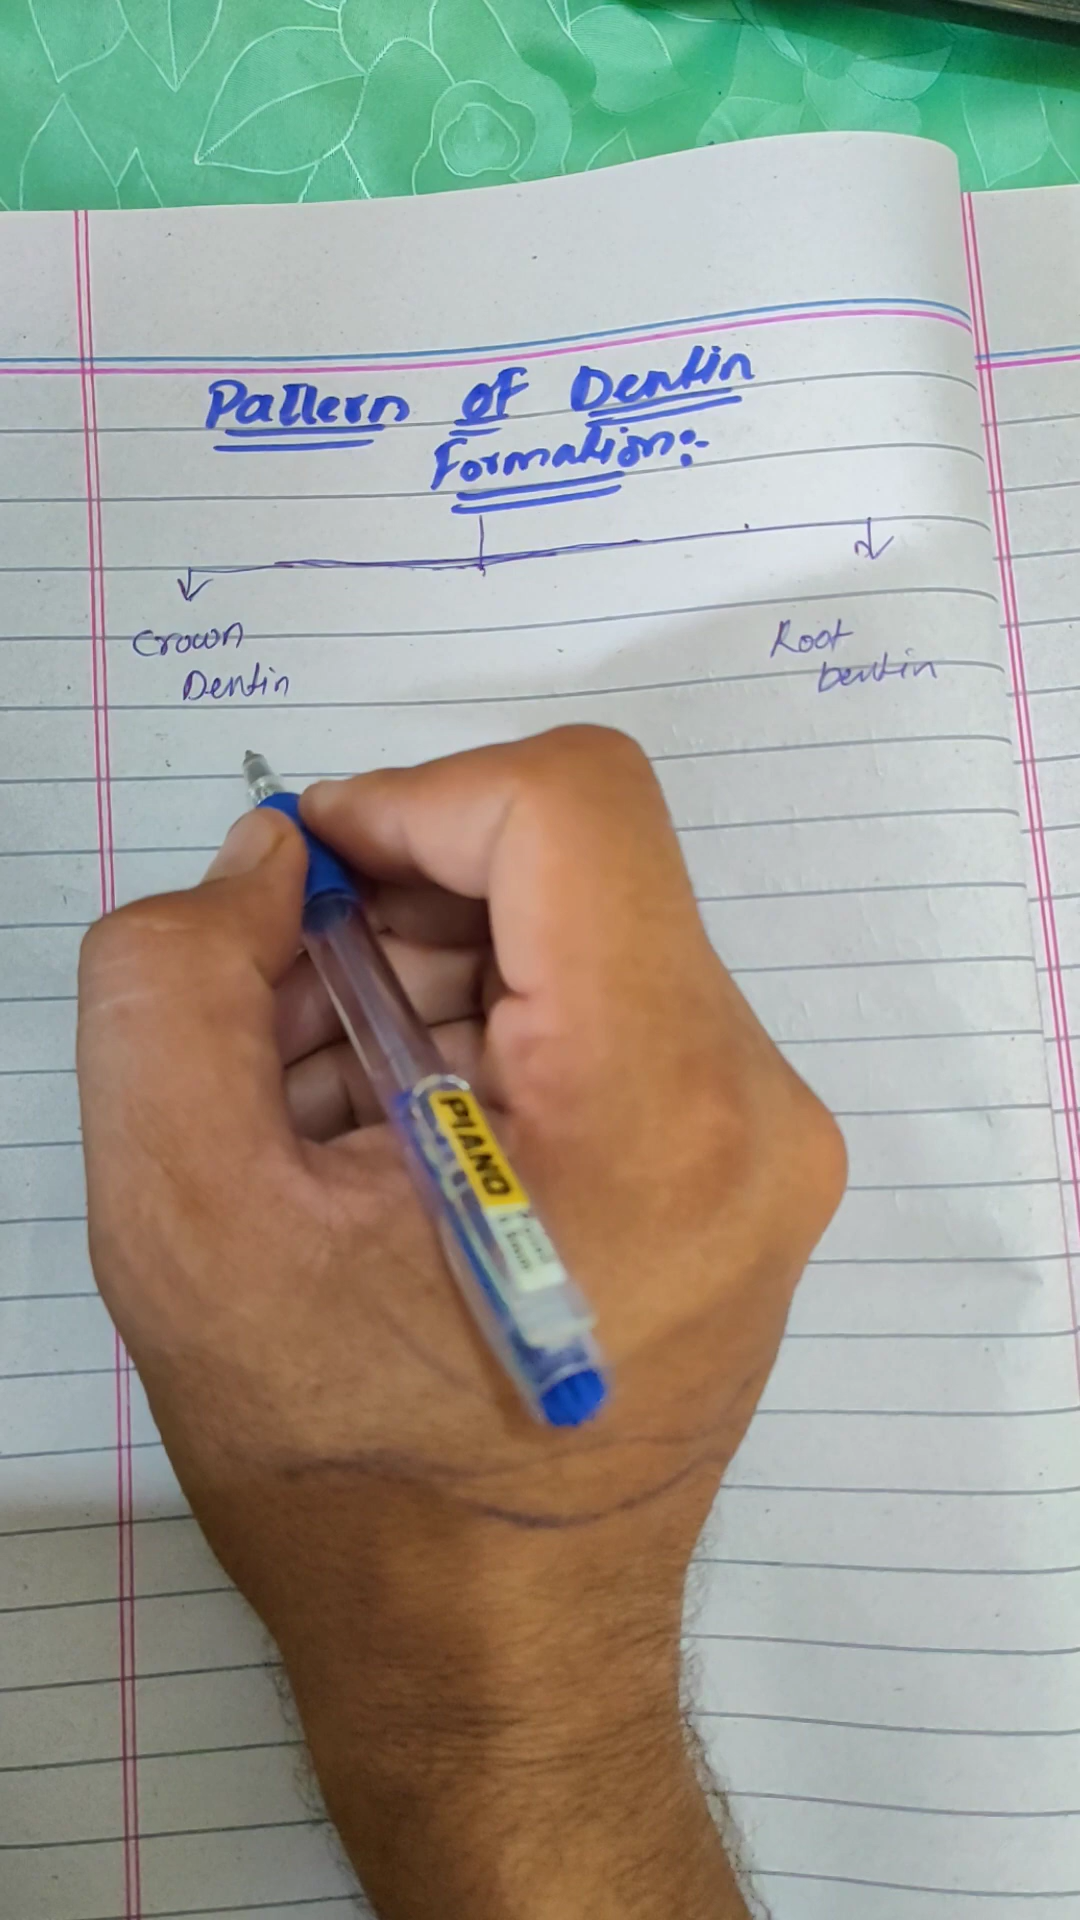 Pattern of Dentin
Formation:
Crown
Dentin
Root
Dentin
PIANO